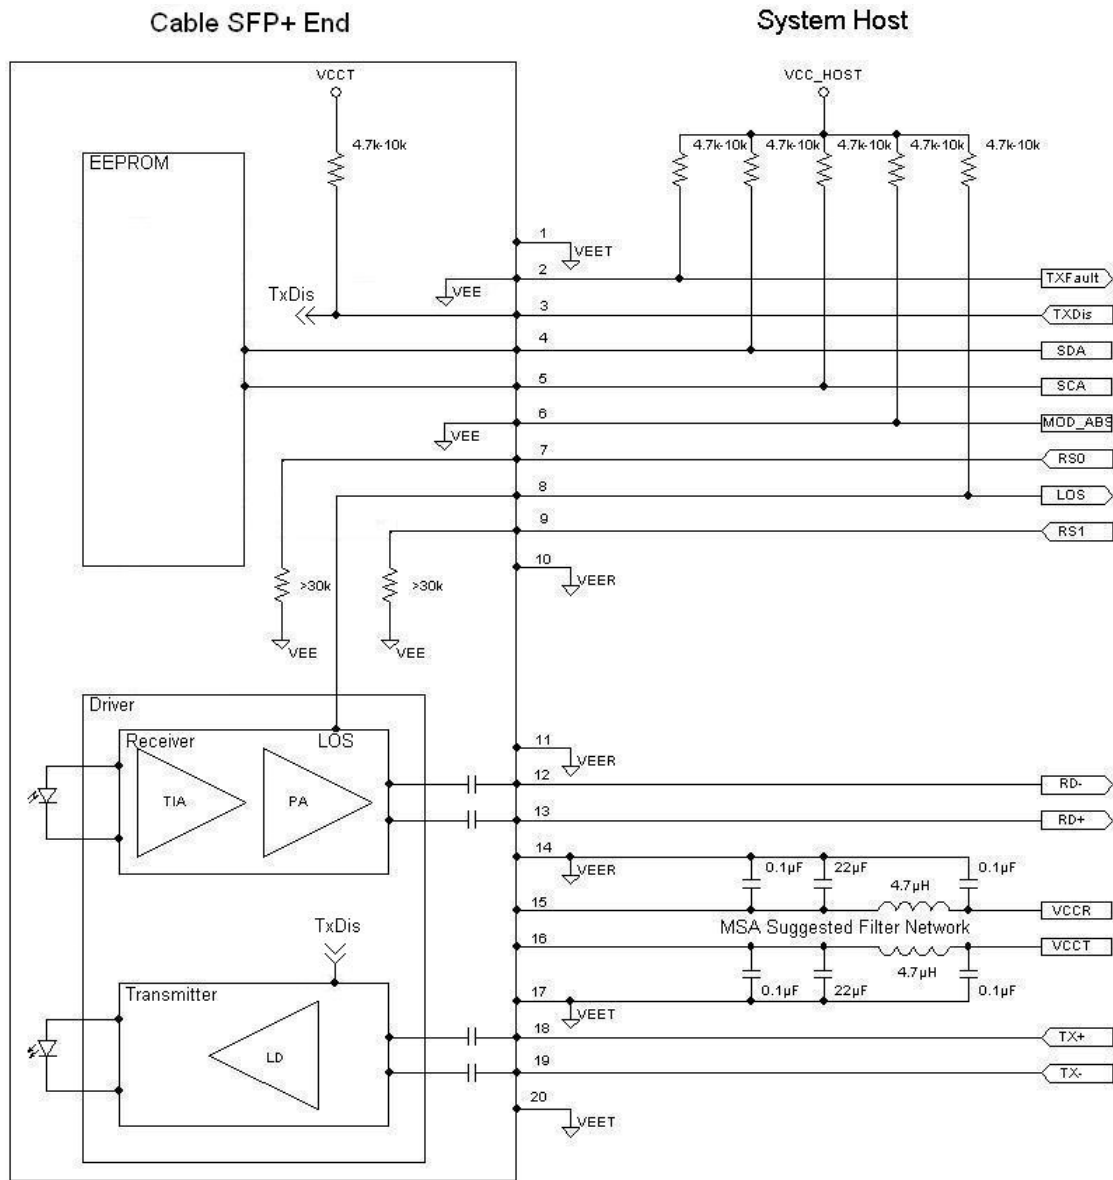 Cable SFP+ End
System Host
VCCT
VCC_HOST
4.7k-10k
4.7k-10k
4.7k-10k
4.7k-10k
4.7k-10k
4.7k-10k
EEPROM
1
VEET
2
VEE
TXFault
TxDis
3
TXDis
4
SDA
5
SCA
6
VEE
MOD_ABS
7
RS0
8
LOS
9
RS1
10
VEER
>30k
>30k
VEE
VEE
Driver
Receiver
LOS
TIA
PA
11
VEER
12
RD-
13
RD+
14
VEER
0.1µF
22µF
4.7µH
0.1µF
15
VCCR
MSA Suggested Filter Network
16
VCCT
4.7µH
0.1µF
22µF
0.1µF
17
VEET
TxDis
Transmitter
LD
18
TX+
19
TX-
20
VEET